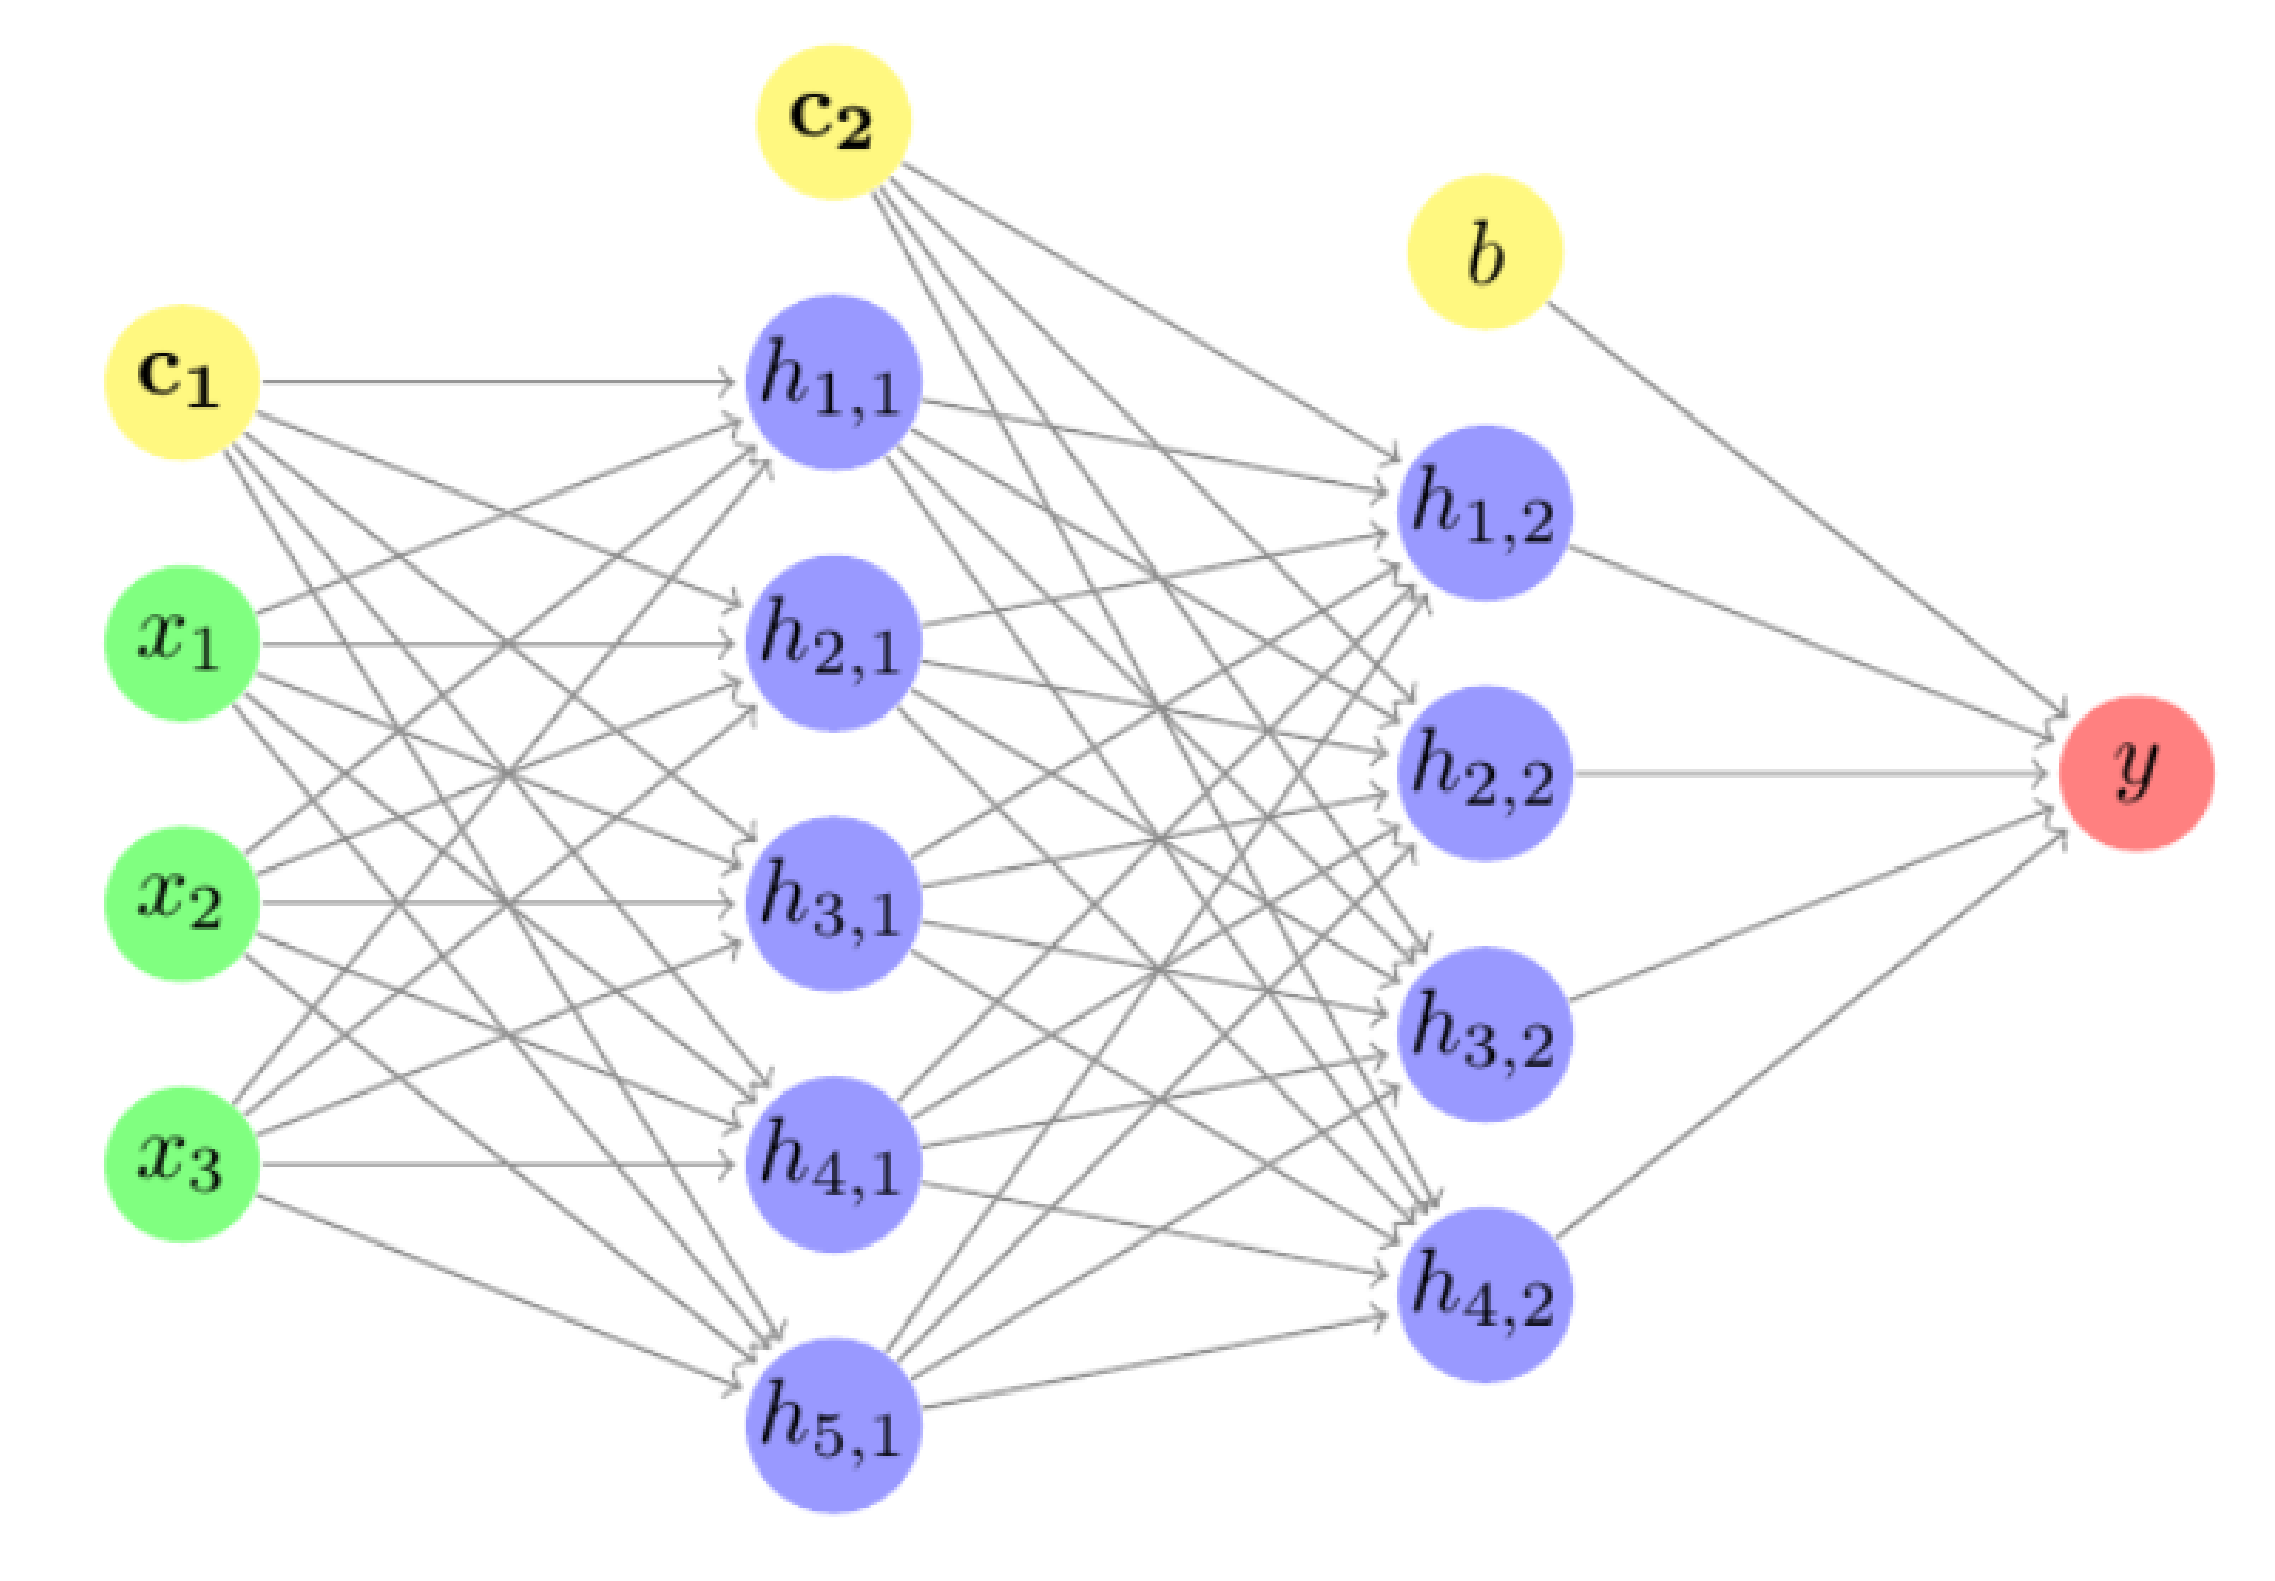 c₁
x₁
x₂
x₃
c₂
h₁,₁
h₂,₁
h₃,₁
h₄,₁
h₅,₁
b
h₁,₂
h₂,₂
h₃,₂
h₄,₂
y